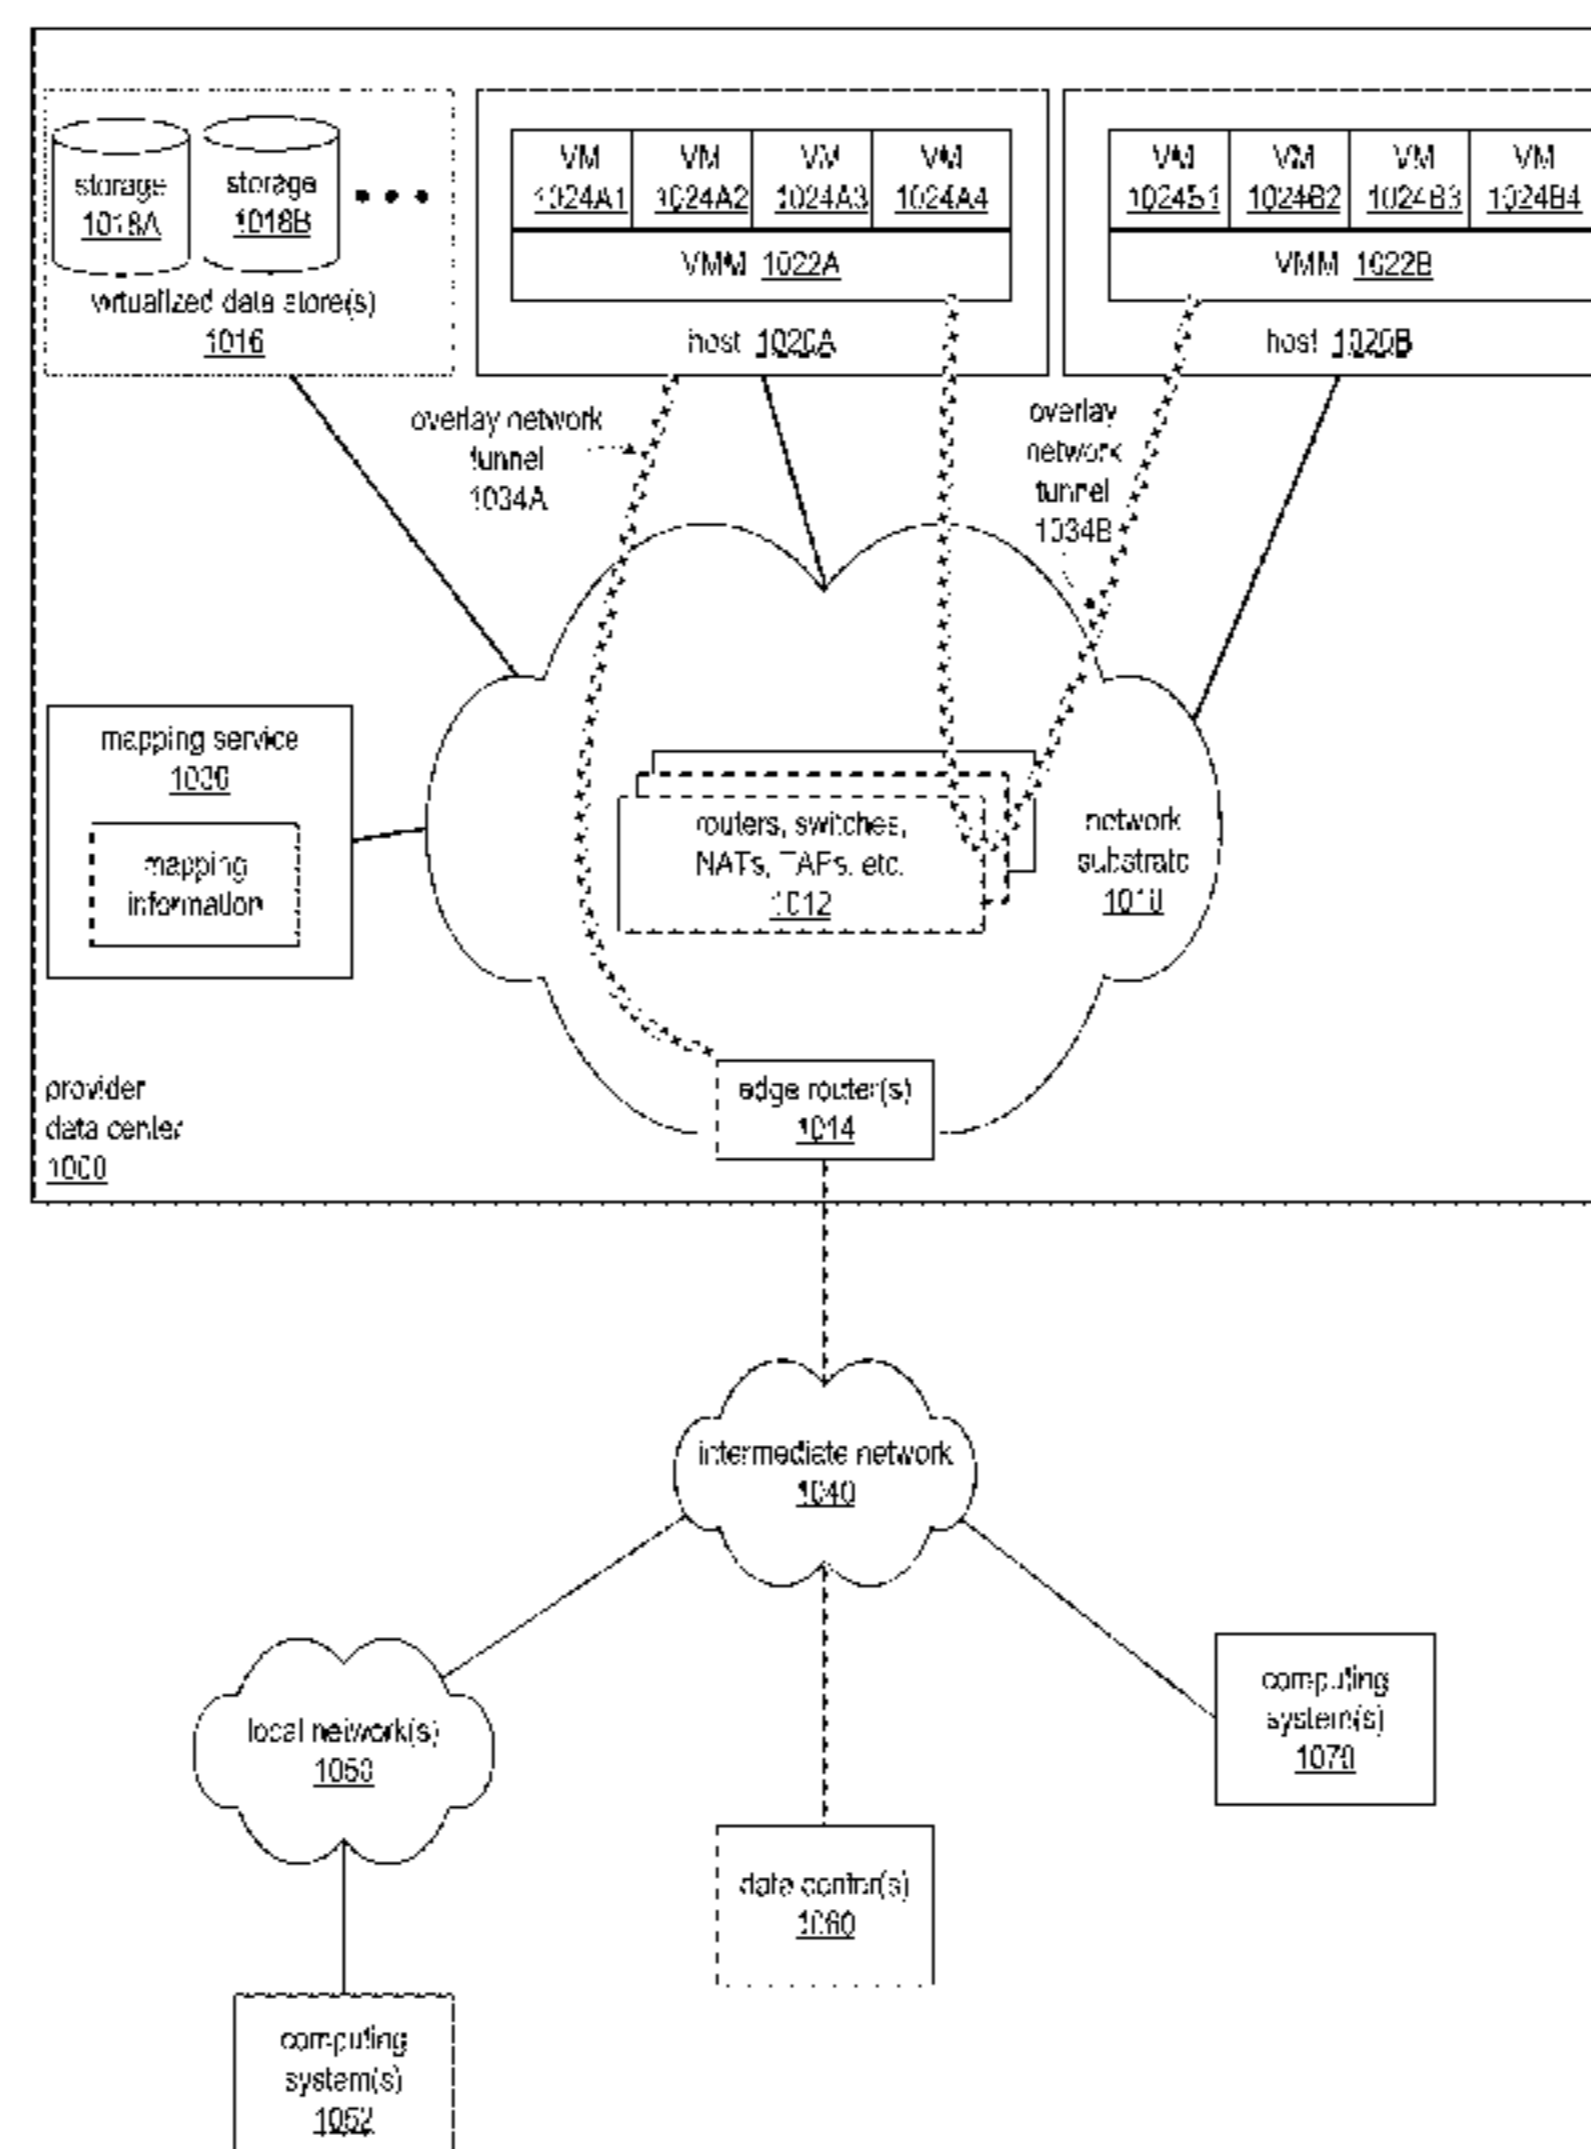 storage
1018A
storage
1018B
virtualized data store(s)
1016
VM
1024A1
VM
1024A2
VM
1024A3
VM
1024A4
VMM 1022A
host 1020A
VM
1024B1
VM
1024B2
VM
1024B3
VM
1024B4
VMM 1022B
host 1020B
overlay network
tunnel
1034A
overlay
network
tunnel
1034B
mapping service
1030
mapping
information
routers, switches,
NATs, TAPs, etc.
1012
network
substrate
1010
edge router(s)
1014
provider
data center
1000
intermediate network
1040
local network(s)
1050
computing
system(s)
1070
data center(s)
1060
computing
system(s)
1052